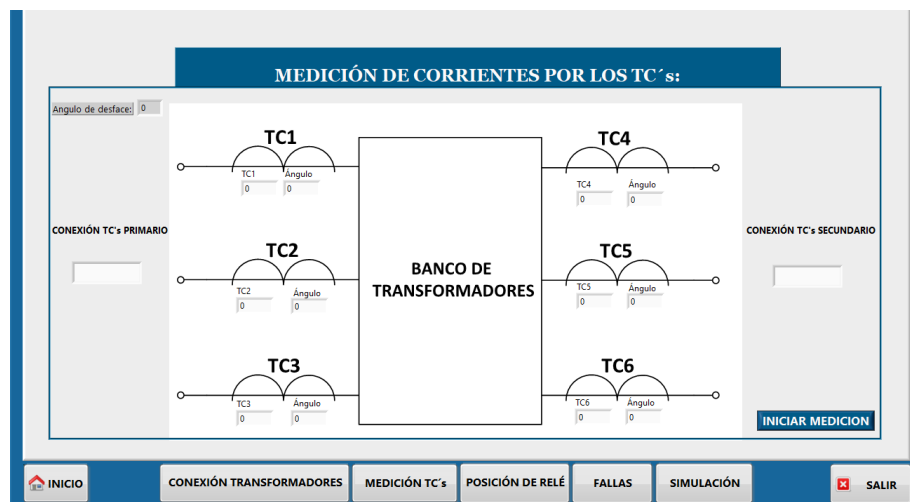 MEDICIÓN DE CORRIENTES POR LOS TC´s:
Angulo de desface: 0
TC1
TC1 Ángulo
0 0
TC4
TC4 Ángulo
0 0
CONEXIÓN TC's PRIMARIO
CONEXIÓN TC's SECUNDARIO
TC2
TC2 Ángulo
0 0
BANCO DE
TRANSFORMADORES
TC5
TC5 Ángulo
0 0
TC3
TC3 Ángulo
0 0
TC6
TC6 Ángulo
0 0
INICIAR MEDICION
INICIO
CONEXIÓN TRANSFORMADORES
MEDICIÓN TC´s
POSICIÓN DE RELÉ
FALLAS
SIMULACIÓN
SALIR